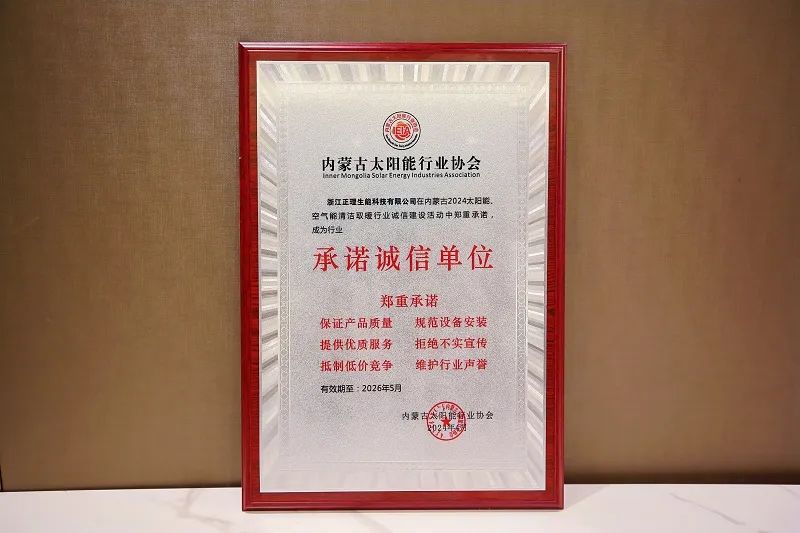 内蒙古太阳能行业协会
Inner Mongolia Solar Energy Industries Association
浙江正理生能科技有限公司在内蒙古2024太阳能、
空气能清洁取暖行业诚信建设活动中郑重承诺，
成为行业
承诺诚信单位
郑重承诺
保证产品质量 规范设备安装
提供优质服务 拒绝不实宣传
抵制低价竞争 维护行业声誉
有效期至：2026年5月
内蒙古太阳能行业协会